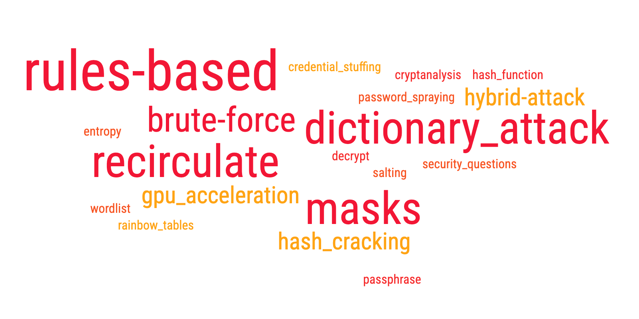 rules-based
credential_stuffing
cryptanalysis
hash_function
password_spraying
hybrid-attack
entropy
brute-force
dictionary_attack
recirculate
decrypt
salting
security_questions
gpu_acceleration
wordlist
masks
rainbow_tables
hash_cracking
passphrase